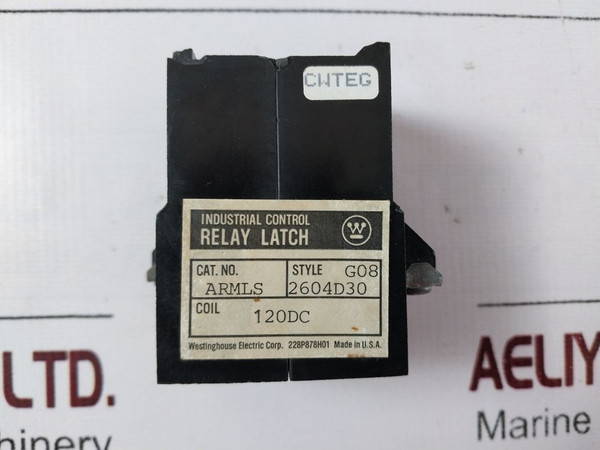 CWTEG
INDUSTRIAL CONTROL
RELAY LATCH
W
CAT. NO.
ARMLS
STYLE G08
2604D30
COIL
120DC
Westinghouse Electric Corp. 228P878H01 Made in U.S.A.
LTD.
AELIY
Marine